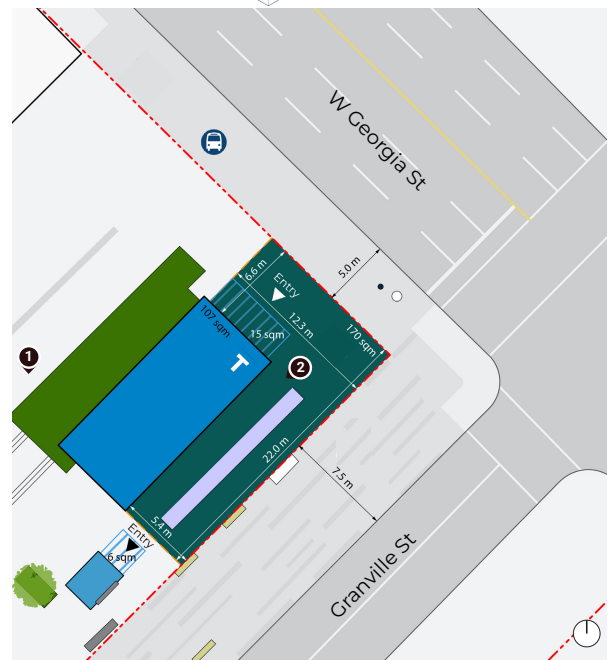 W Georgia St
5.0 m
6.6 m
Entry
12.3 m
107 sqm
15 sqm
170 sqm
T
1
2
22.0 m
7.5 m
5.4 m
Entry
6 sqm
Granville St